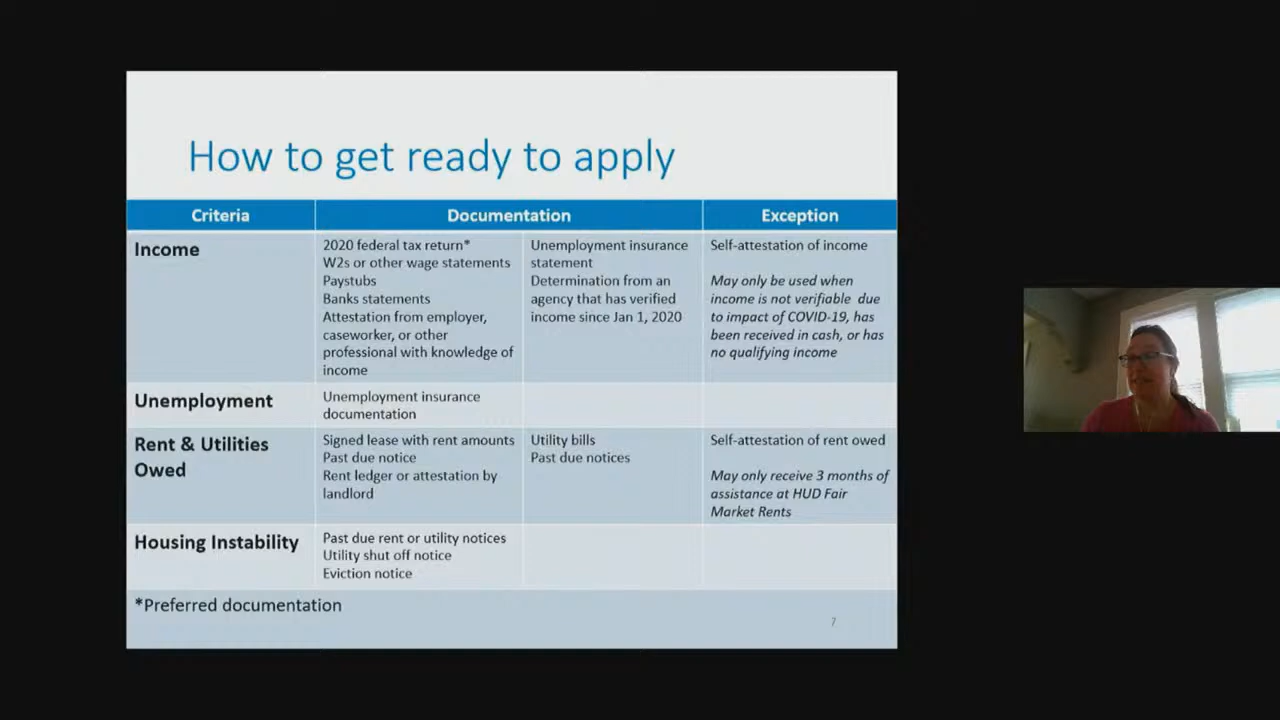 How to get ready to apply
Criteria
Documentation
Exception
Income
2020 federal tax return*
W2s or other wage statements
Paystubs
Banks statements
Attestation from employer,
caseworker, or other
professional with knowledge of
income
Unemployment insurance
statement
Determination from an
agency that has verified
income since Jan 1, 2020
Self-attestation of income
May only be used when
income is not verifiable due
to impact of COVID-19, has
been received in cash, or has
no qualifying income
Unemployment
Unemployment insurance
documentation
Rent & Utilities
Owed
Signed lease with rent amounts
Past due notice
Rent ledger or attestation by
landlord
Utility bills
Past due notices
Self-attestation of rent owed
May only receive 3 months of
assistance at HUD Fair
Market Rents
Housing Instability
Past due rent or utility notices
Utility shut off notice
Eviction notice
*Preferred documentation
7